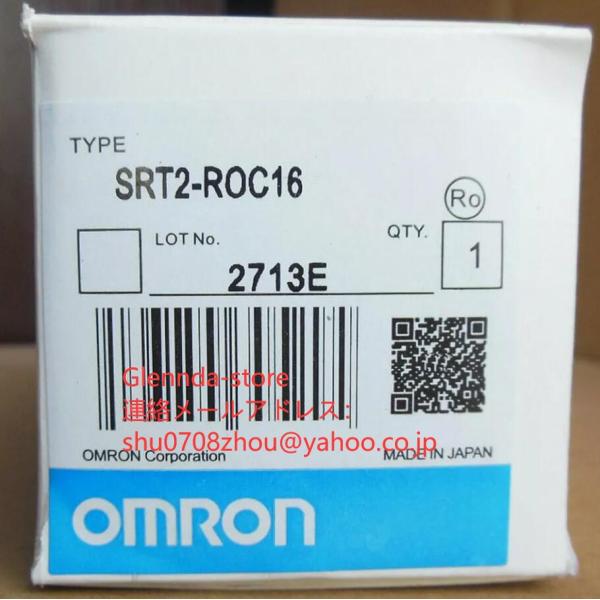 TYPE
SRT2-ROC16
Ro
LOT No.
2713E
QTY.
1
Glennda-store
連絡メールアドレス:
shu0708zhou@yahoo.co.jp
OMRON Corporation
MADE IN JAPAN
OMRON